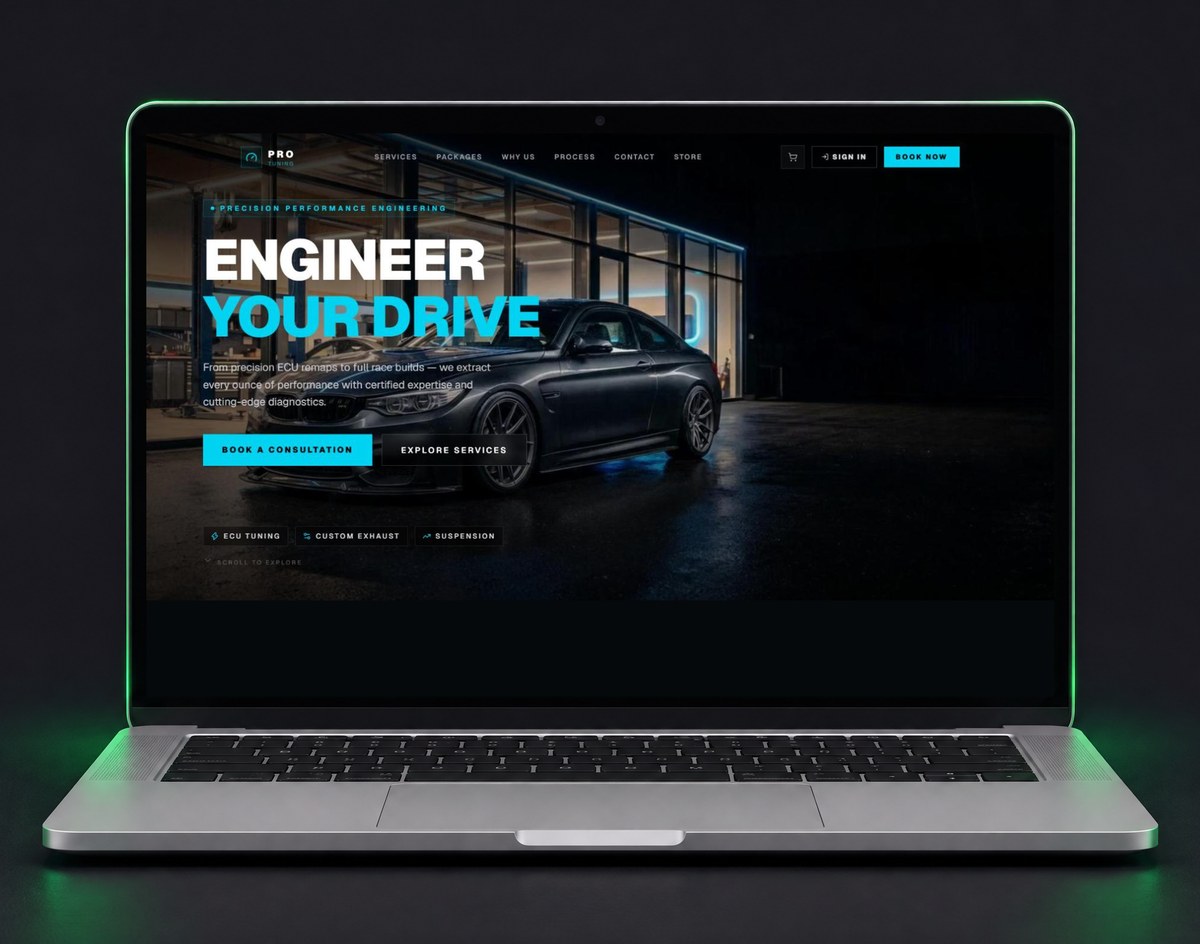 PRO
TUNING
SERVICES
PACKAGES
WHY US
PROCESS
CONTACT
STORE
SIGN IN
BOOK NOW
PRECISION PERFORMANCE ENGINEERING
ENGINEER
YOUR DRIVE
From precision ECU remaps to full race builds — we extract
every ounce of performance with certified expertise and
cutting-edge diagnostics.
BOOK A CONSULTATION
EXPLORE SERVICES
ECU TUNING
CUSTOM EXHAUST
SUSPENSION
SCROLL TO EXPLORE